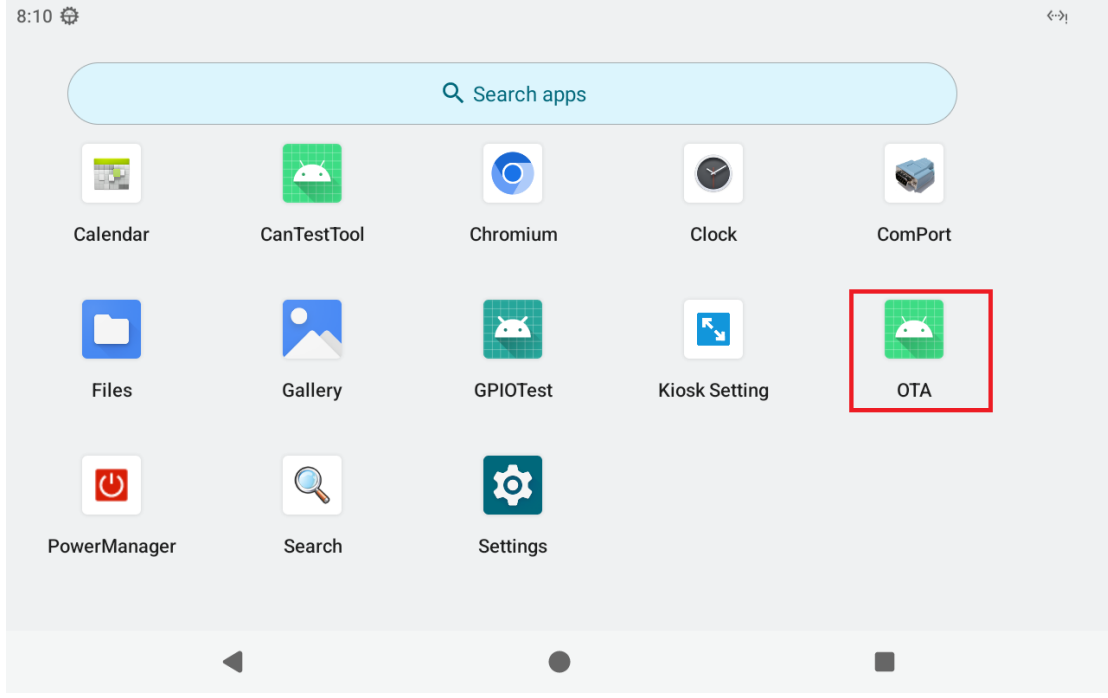 8:10
Search apps
Calendar CanTestTool Chromium Clock ComPort
Files Gallery GPIOTest Kiosk Setting OTA
PowerManager Search Settings